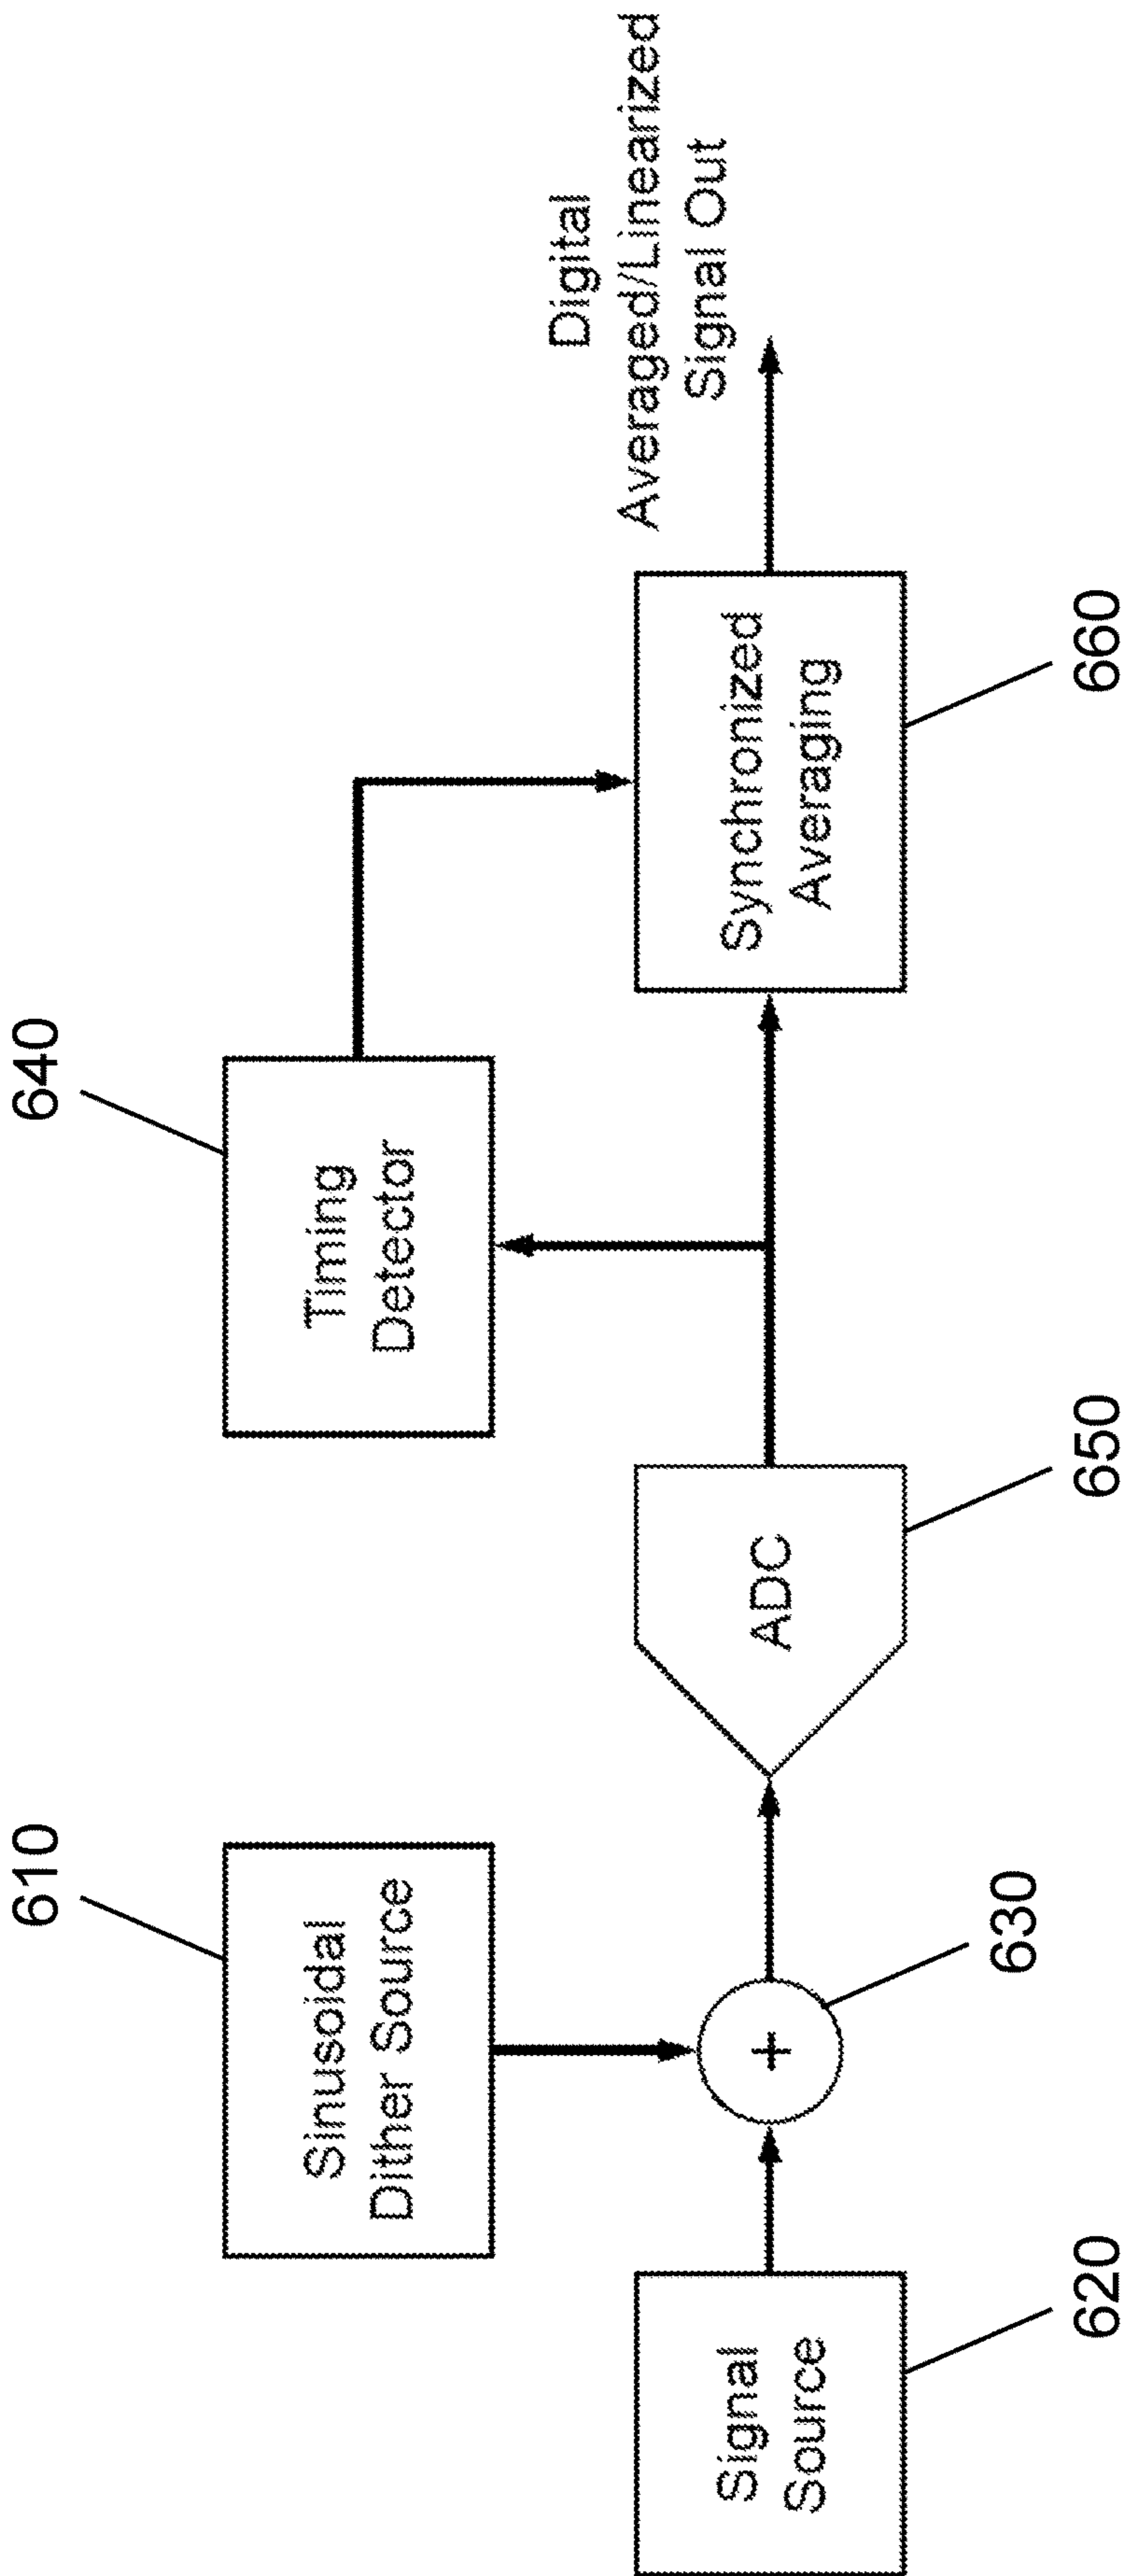 610
Sinusoidal
Dither Source
640
Timing
Detector
Signal
Source
620
+
630
ADC
650
Synchronized
Averaging
660
Digital
Averaged/Linearized
Signal Out